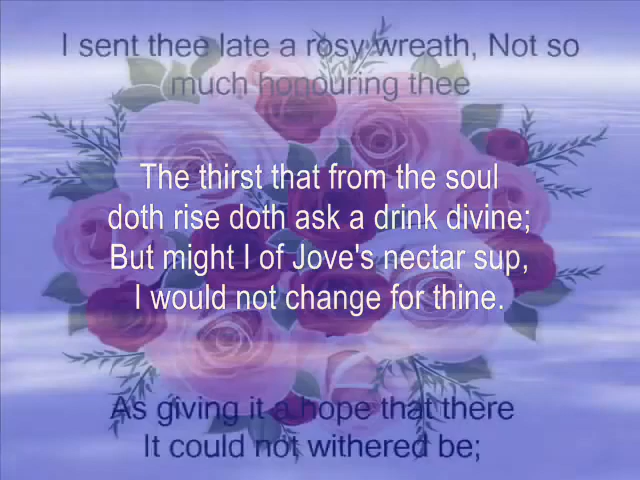 I sent thee late a rosy wreath, Not so
much honouring thee
The thirst that from the soul
doth rise doth ask a drink divine;
But might I of Jove's nectar sup,
I would not change for thine.
As giving it a hope that there
It could not withered be;